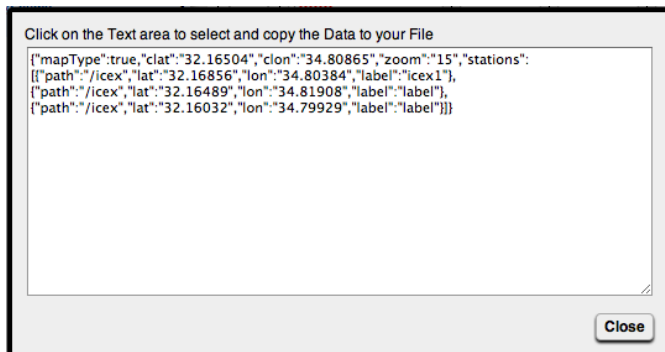 Click on the Text area to select and copy the Data to your File
{"mapType":true,"clat":"32.16504","clon":"34.80865","zoom":"15","stations":
[{"path":"/icex","lat":"32.16856","lon":"34.80384","label":"icex1"},
{"path":"/icex","lat":"32.16489","lon":"34.81908","label":"label"},
{"path":"/icex","lat":"32.16032","lon":"34.79929","label":"label"}]}
Close